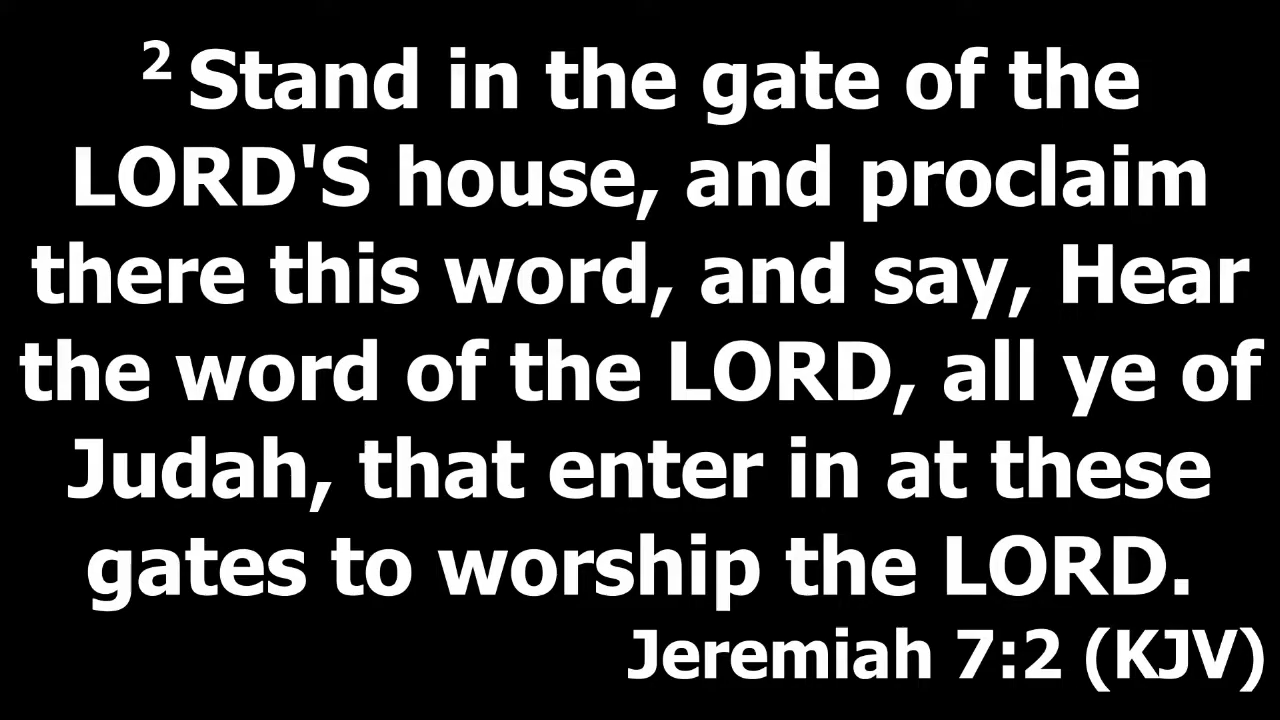 2 Stand in the gate of the
LORD'S house, and proclaim
there this word, and say, Hear
the word of the LORD, all ye of
Judah, that enter in at these
gates to worship the LORD.
Jeremiah 7:2 (KJV)